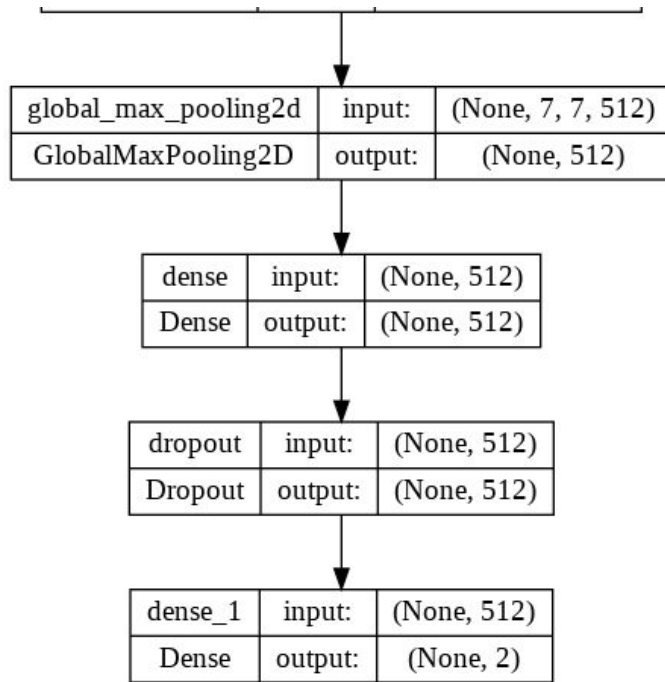 global_max_pooling2d input: (None, 7, 7, 512)
GlobalMaxPooling2D output: (None, 512)
dense input: (None, 512)
Dense output: (None, 512)
dropout input: (None, 512)
Dropout output: (None, 512)
dense_1 input: (None, 512)
Dense output: (None, 2)